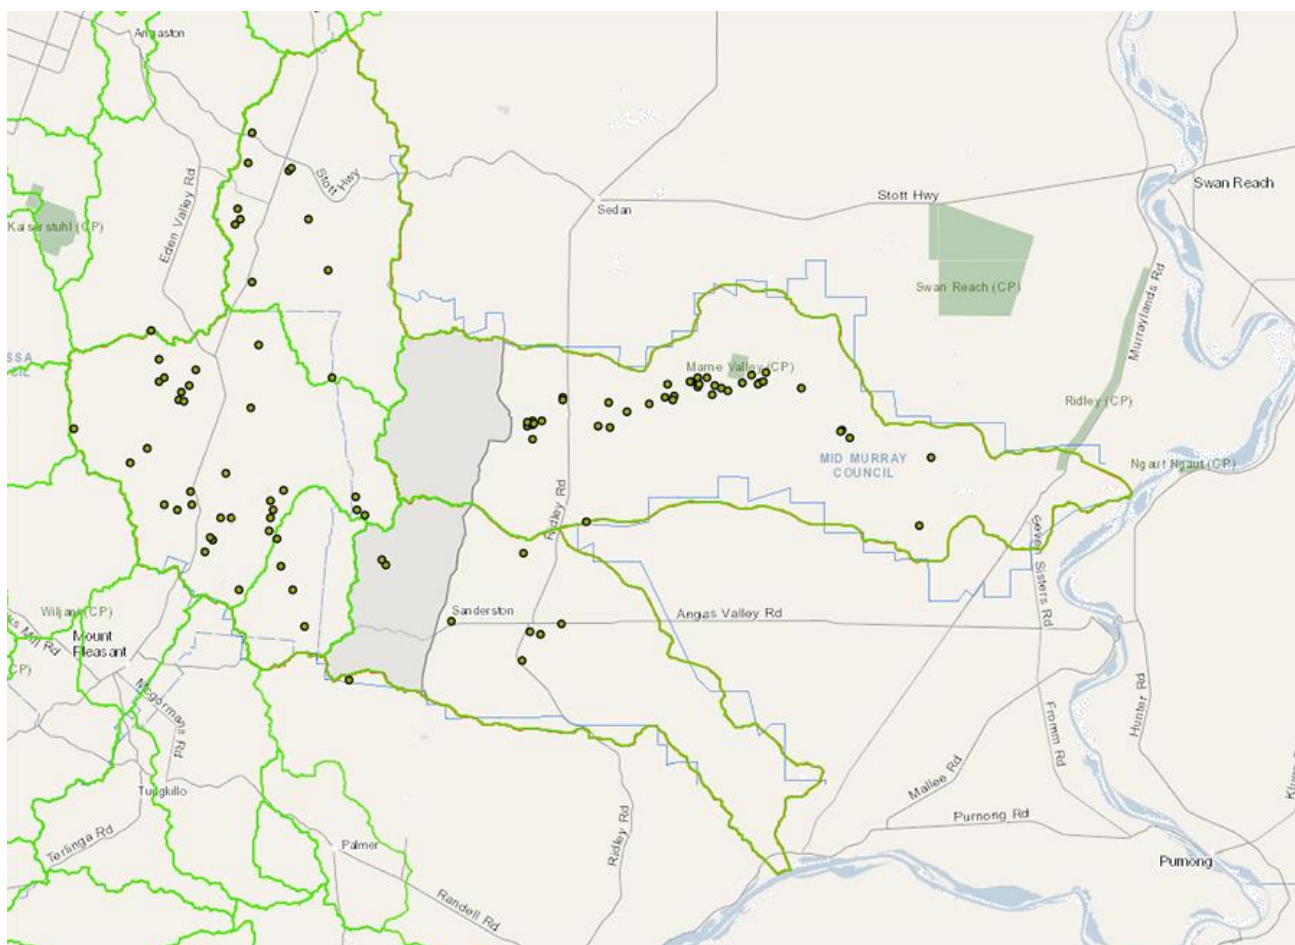 Angaston
Stott Hwy
Eden Valley Rd
Kaiserstuhl (CP)
Sedan
Stott Hwy
Swan Reach
Murraylands Rd
Swan Reach (CP)
Marne Valley (CP)
Ridley (CP)
MID MURRAY
COUNCIL
Ngaut Ngaut (CP)
Ridley Rd
Seven Sisters Rd
Sanderston
Angas Valley Rd
Mount
Pleasant
Mcgormans Rd
Hunter Rd
Fromm Rd
Mallee Rd
Tungkillo
Purnong Rd
Terlinga Rd
Palmer
Ridley Rd
Purnong
Randell Rd